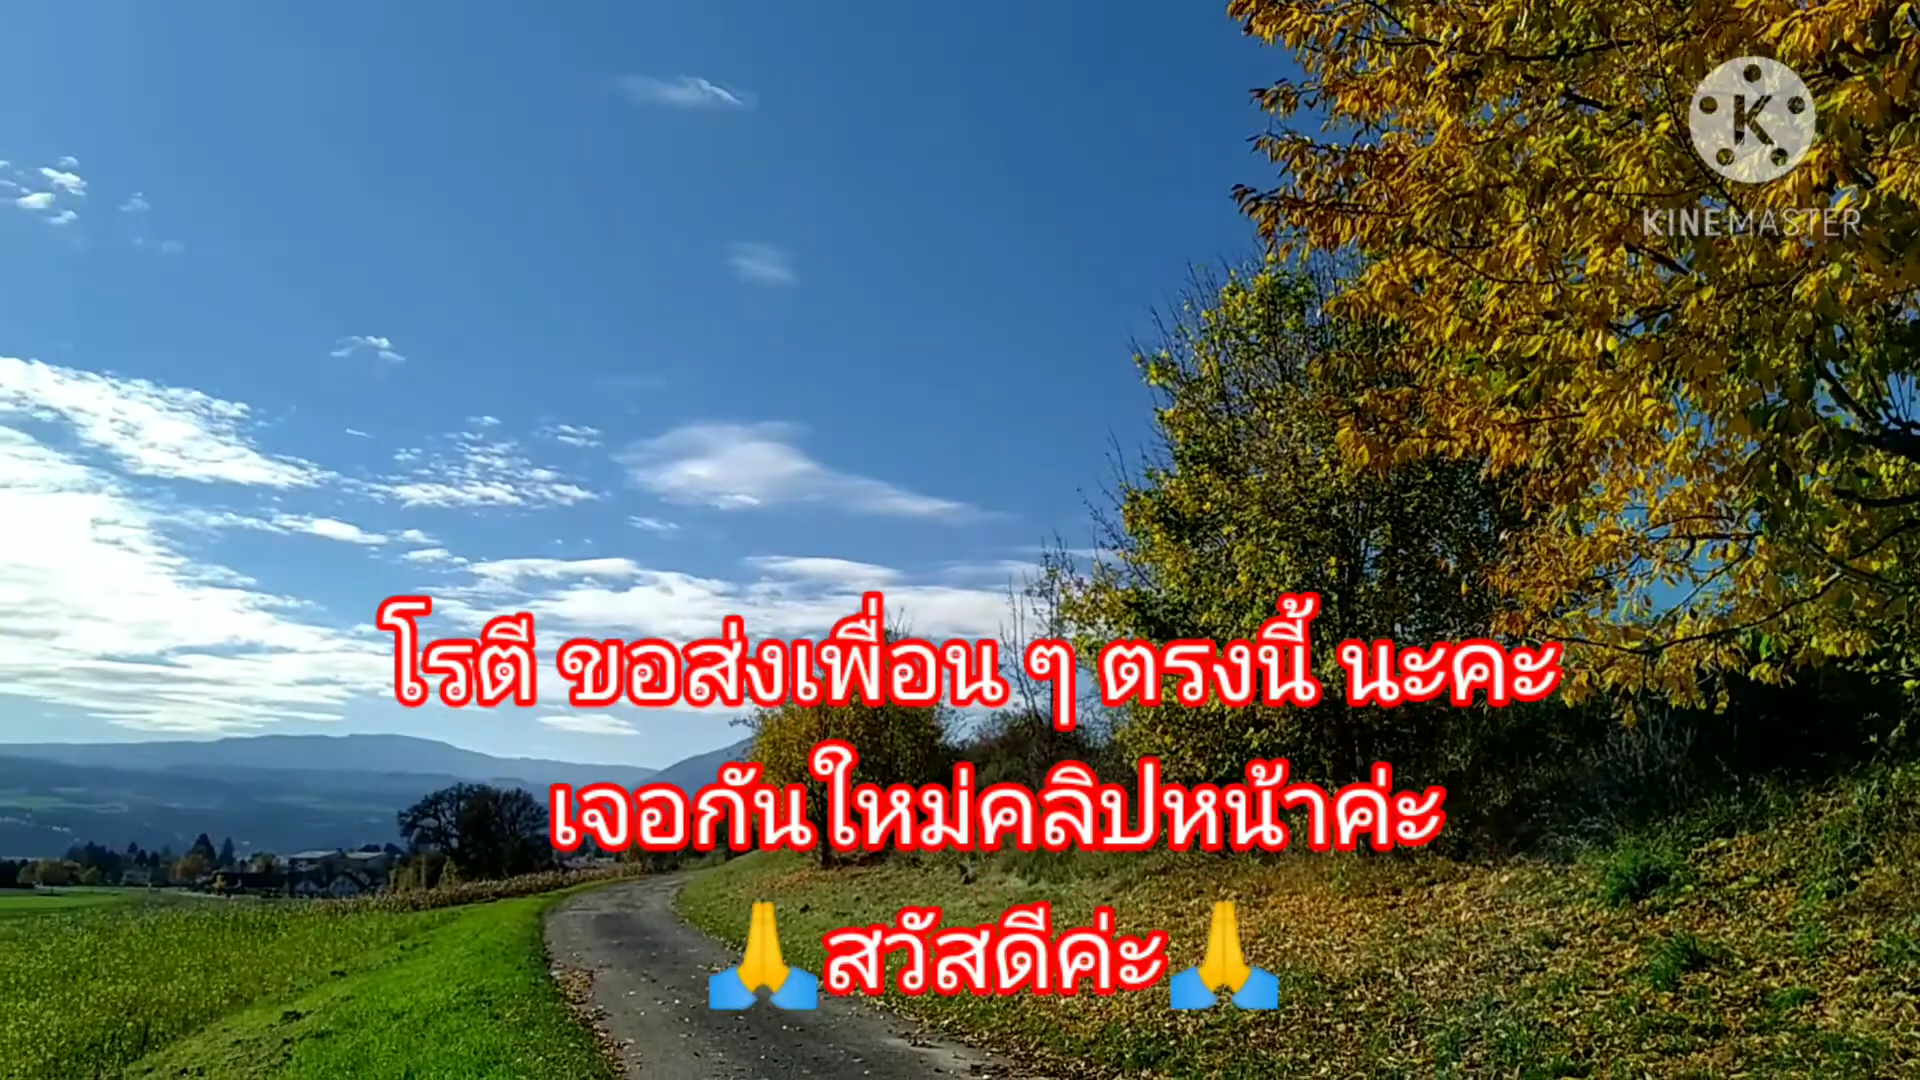 KINEMASTER
โรตี ขอส่งเพื่อน ๆ ตรงนี้ นะคะ
เจอกันใหม่คลิปหน้าค่ะ
🙏สวัสดีค่ะ🙏